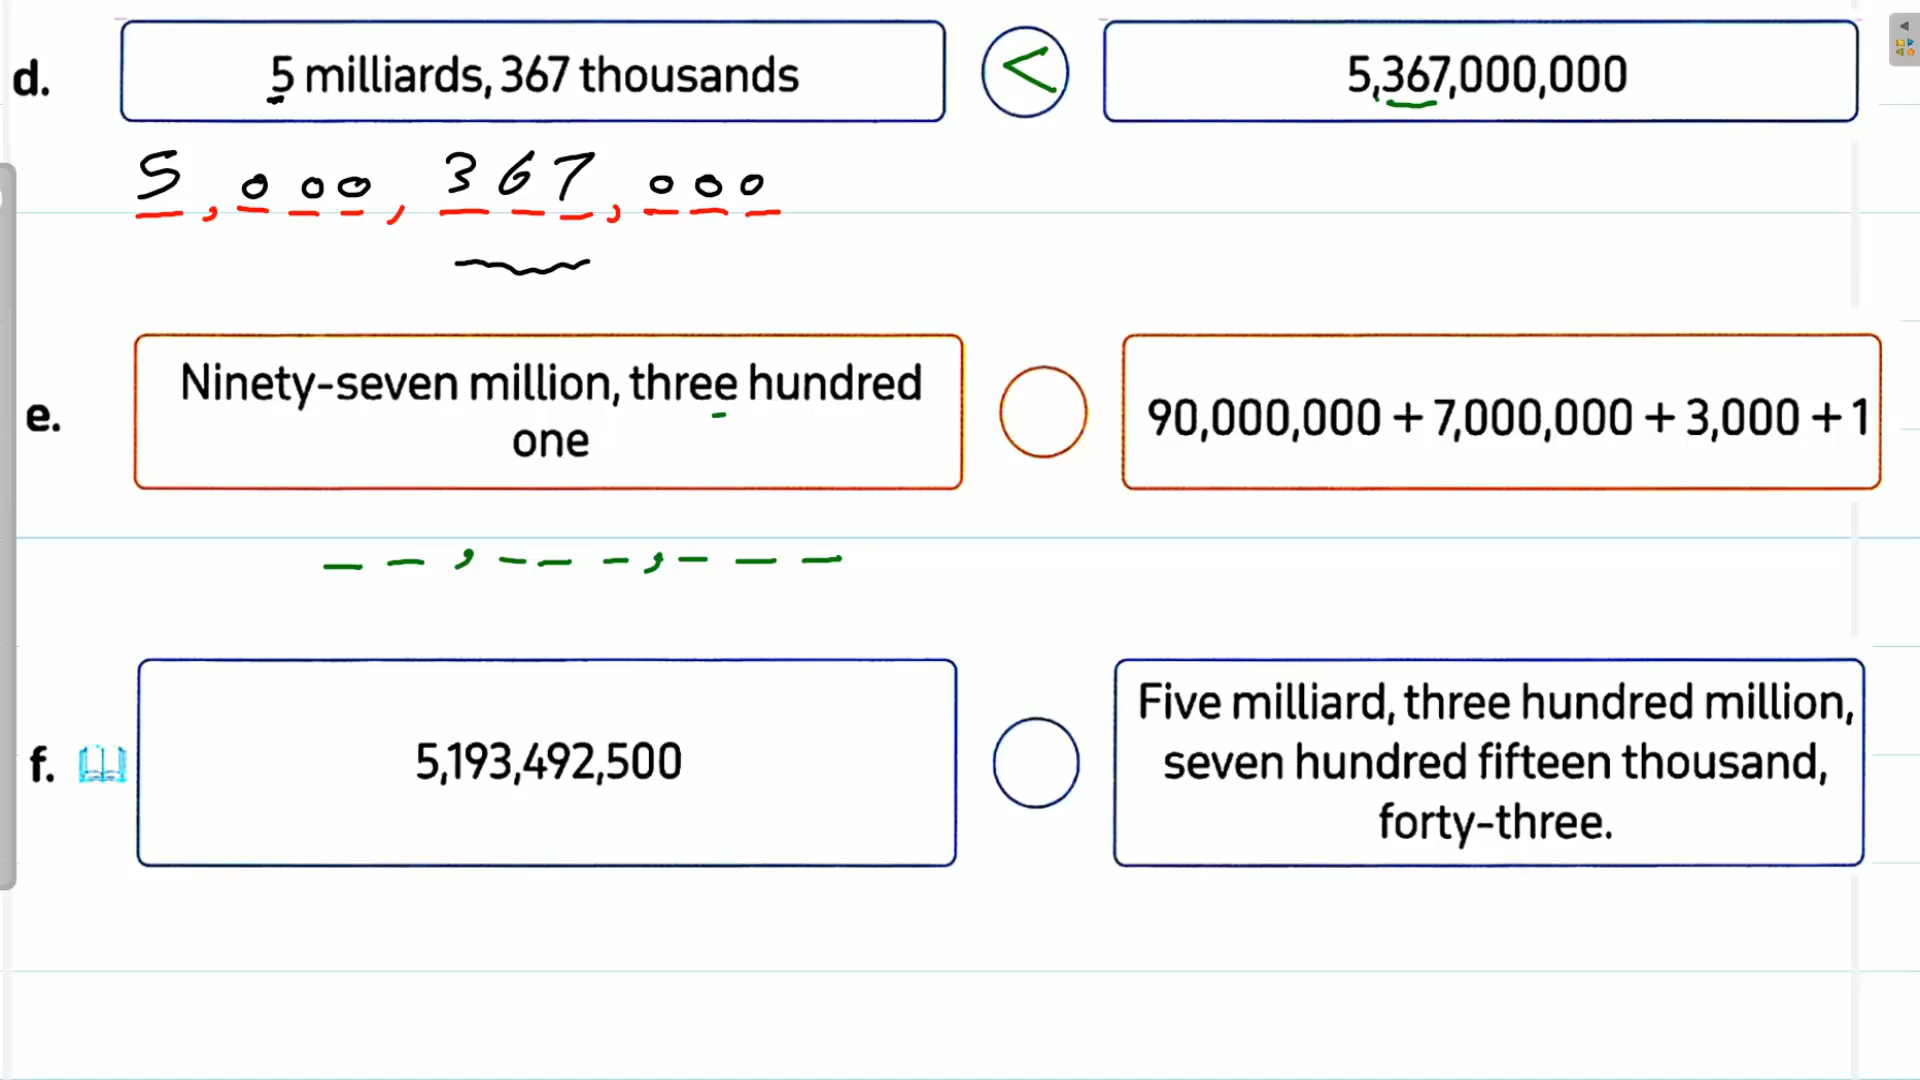 d. 5 milliards, 367 thousands < 5,367,000,000
5,000,367,000
e. Ninety-seven million, three hundred one
90,000,000 + 7,000,000 + 3,000 + 1
f. 5,193,492,500
Five milliard, three hundred million,
seven hundred fifteen thousand,
forty-three.